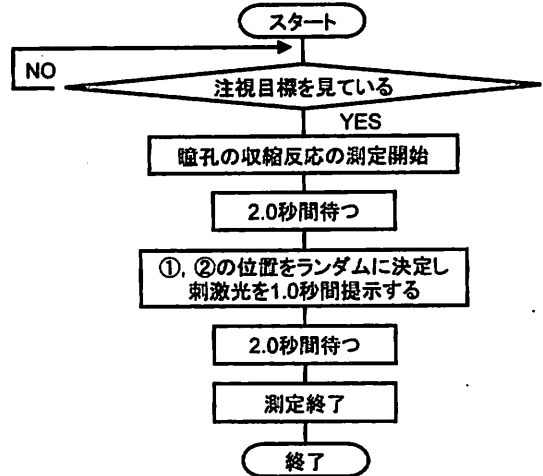 スタート
NO
注視目標を見ている
YES
瞳孔の収縮反応の測定開始
2.0秒間待つ
①, ②の位置をランダムに決定し
刺激光を1.0秒間提示する
2.0秒間待つ
測定終了
終了